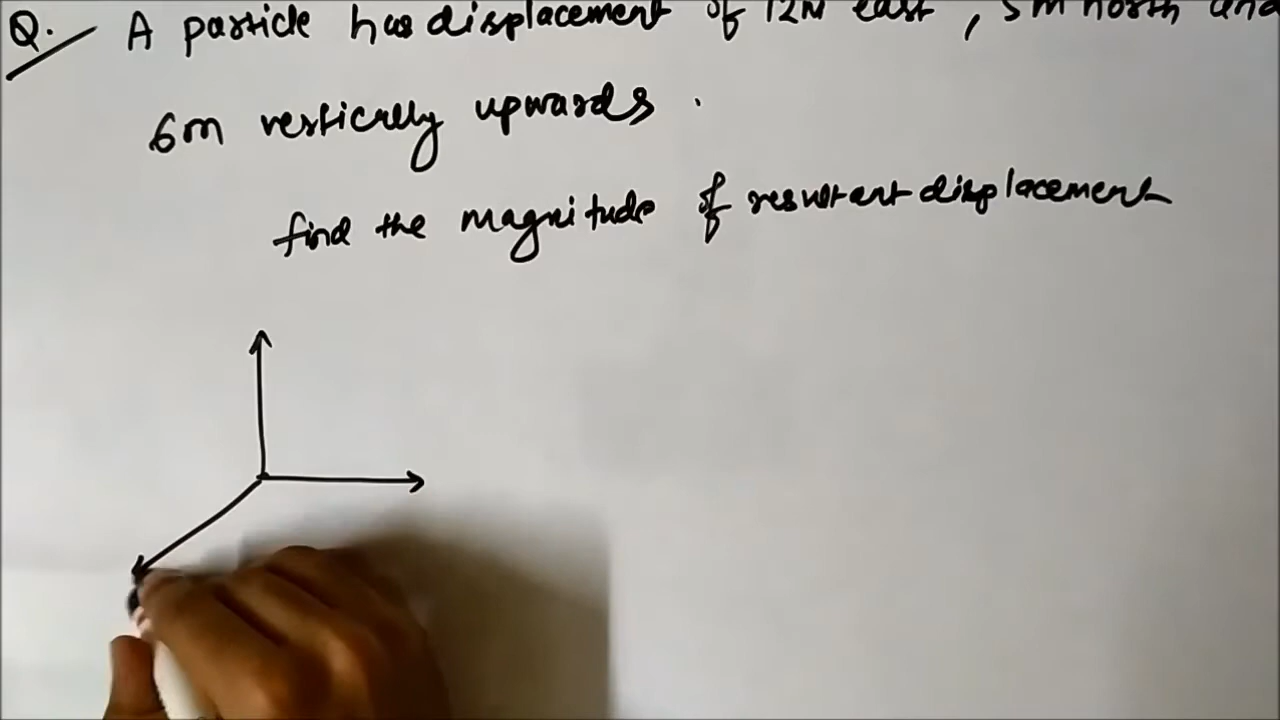 Q. A particle has displacement of 12m east, 5m north and
6m vertically upwards.
find the magnitude of resultant displacement